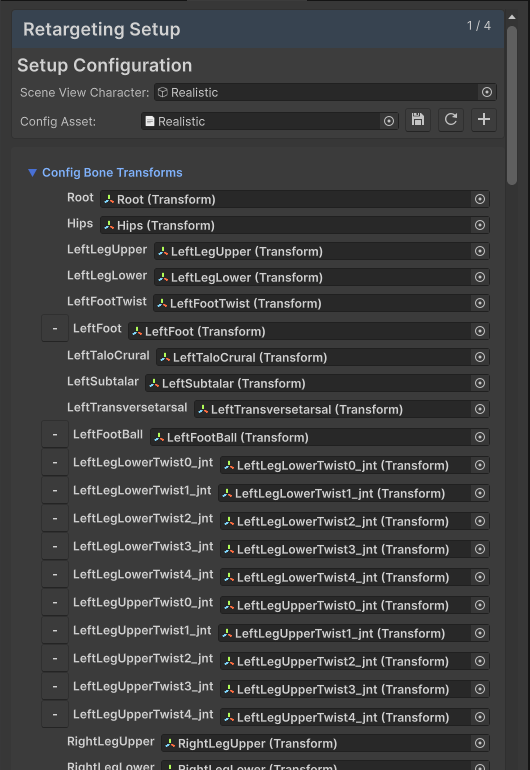 Retargeting Setup 1 / 4
Setup Configuration
Scene View Character: Realistic
Config Asset: Realistic
Config Bone Transforms
Root Root (Transform)
Hips Hips (Transform)
LeftLegUpper LeftLegUpper (Transform)
LeftLegLower LeftLegLower (Transform)
LeftFootTwist LeftFootTwist (Transform)
- LeftFoot LeftFoot (Transform)
LeftTaloCrural LeftTaloCrural (Transform)
LeftSubtalar LeftSubtalar (Transform)
LeftTransversetarsal LeftTransversetarsal (Transform)
- LeftFootBall LeftFootBall (Transform)
- LeftLegLowerTwist0_jnt LeftLegLowerTwist0_jnt (Transform)
- LeftLegLowerTwist1_jnt LeftLegLowerTwist1_jnt (Transform)
- LeftLegLowerTwist2_jnt LeftLegLowerTwist2_jnt (Transform)
- LeftLegLowerTwist3_jnt LeftLegLowerTwist3_jnt (Transform)
- LeftLegLowerTwist4_jnt LeftLegLowerTwist4_jnt (Transform)
- LeftLegUpperTwist0_jnt LeftLegUpperTwist0_jnt (Transform)
- LeftLegUpperTwist1_jnt LeftLegUpperTwist1_jnt (Transform)
- LeftLegUpperTwist2_jnt LeftLegUpperTwist2_jnt (Transform)
- LeftLegUpperTwist3_jnt LeftLegUpperTwist3_jnt (Transform)
- LeftLegUpperTwist4_jnt LeftLegUpperTwist4_jnt (Transform)
RightLegUpper RightLegUpper (Transform)
RightLegLower RightLegLower (Transform)